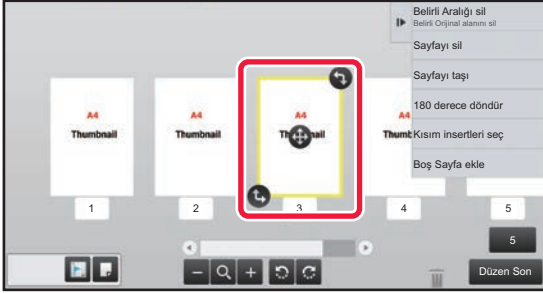 Belirli Aralığı sil
Belirli Orijinal alanını sil
Sayfayı sil
Sayfayı taşı
180 derece döndür
Kısım insertleri seç
Boş Sayfa ekle
A4
Thumbnail
A4
Thumbnail
A4
Thumbnail
A4
Thumb
1
2
3
4
5
5
Düzen Son